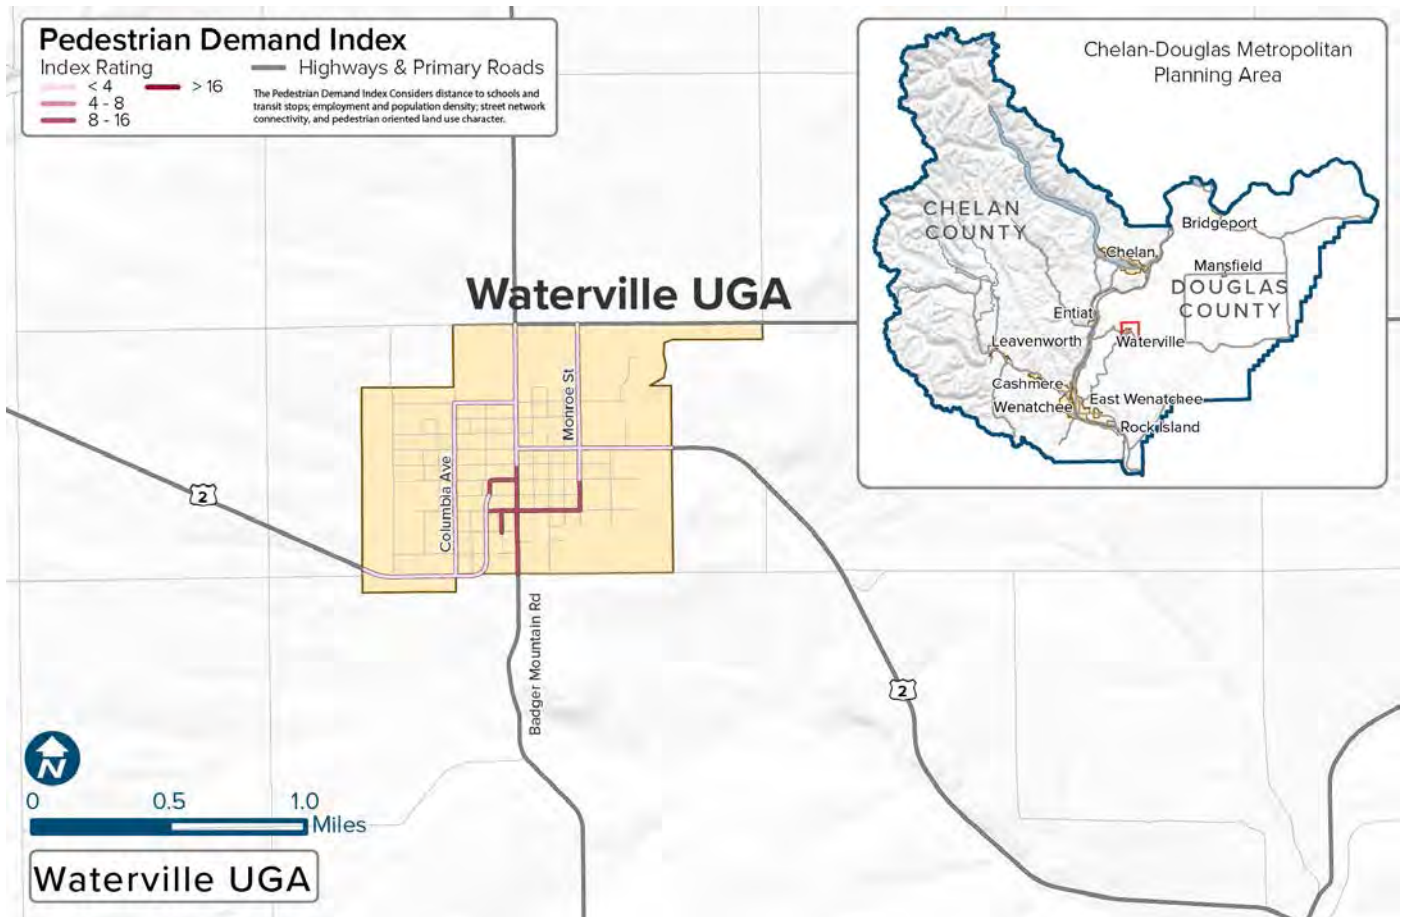 Pedestrian Demand Index
Index Rating
< 4
4 - 8
8 - 16
> 16
Highways & Primary Roads
The Pedestrian Demand Index Considers distance to schools and
transit stops; employment and population density; street network
connectivity, and pedestrian oriented land use character.
Chelan-Douglas Metropolitan
Planning Area
CHELAN
COUNTY
Bridgeport
Chelan
Mansfield
DOUGLAS
COUNTY
Entiat
Leavenworth
Waterville
Cashmere
Wenatchee
East Wenatchee
Rock Island
Waterville UGA
Monroe St
Columbia Ave
2
Badger Mountain Rd
2
N
0 0.5 1.0
Miles
Waterville UGA